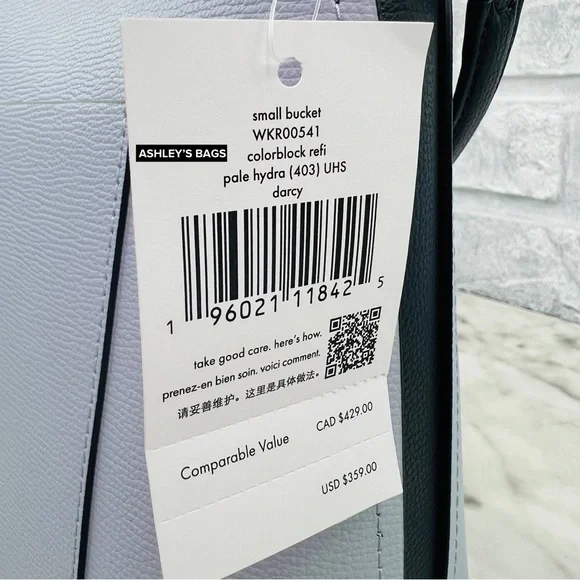 small bucket
WKR00541
ASHLEY'S BAGS
colorblock refi
pale hydra (403) UHS
darcy
1 96021 11842 5
take good care. here's how.
prenez-en bien soin. voici comment.
请妥善维护。这里是具体做法。
Comparable Value CAD $429.00
USD $359.00